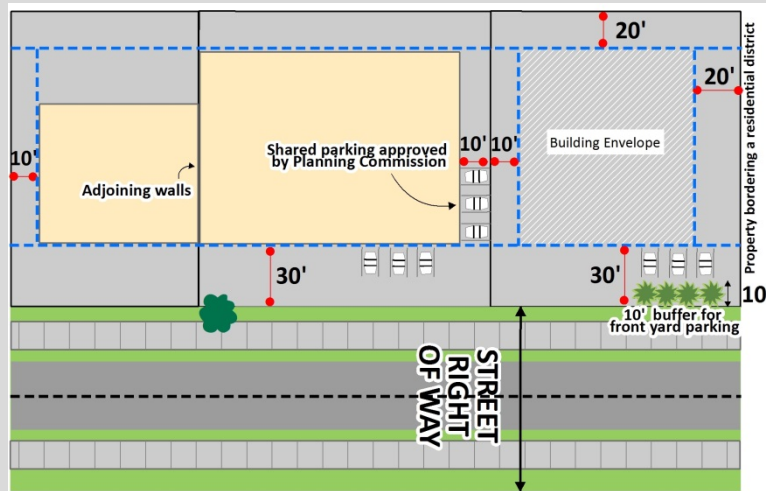 20'
20'
Property bordering a residential district
Building Envelope
Shared parking approved
by Planning Commission
10'
10'
10'
Adjoining walls
30'
30'
10
10' buffer for
front yard parking
STREET
RIGHT
OF WAY